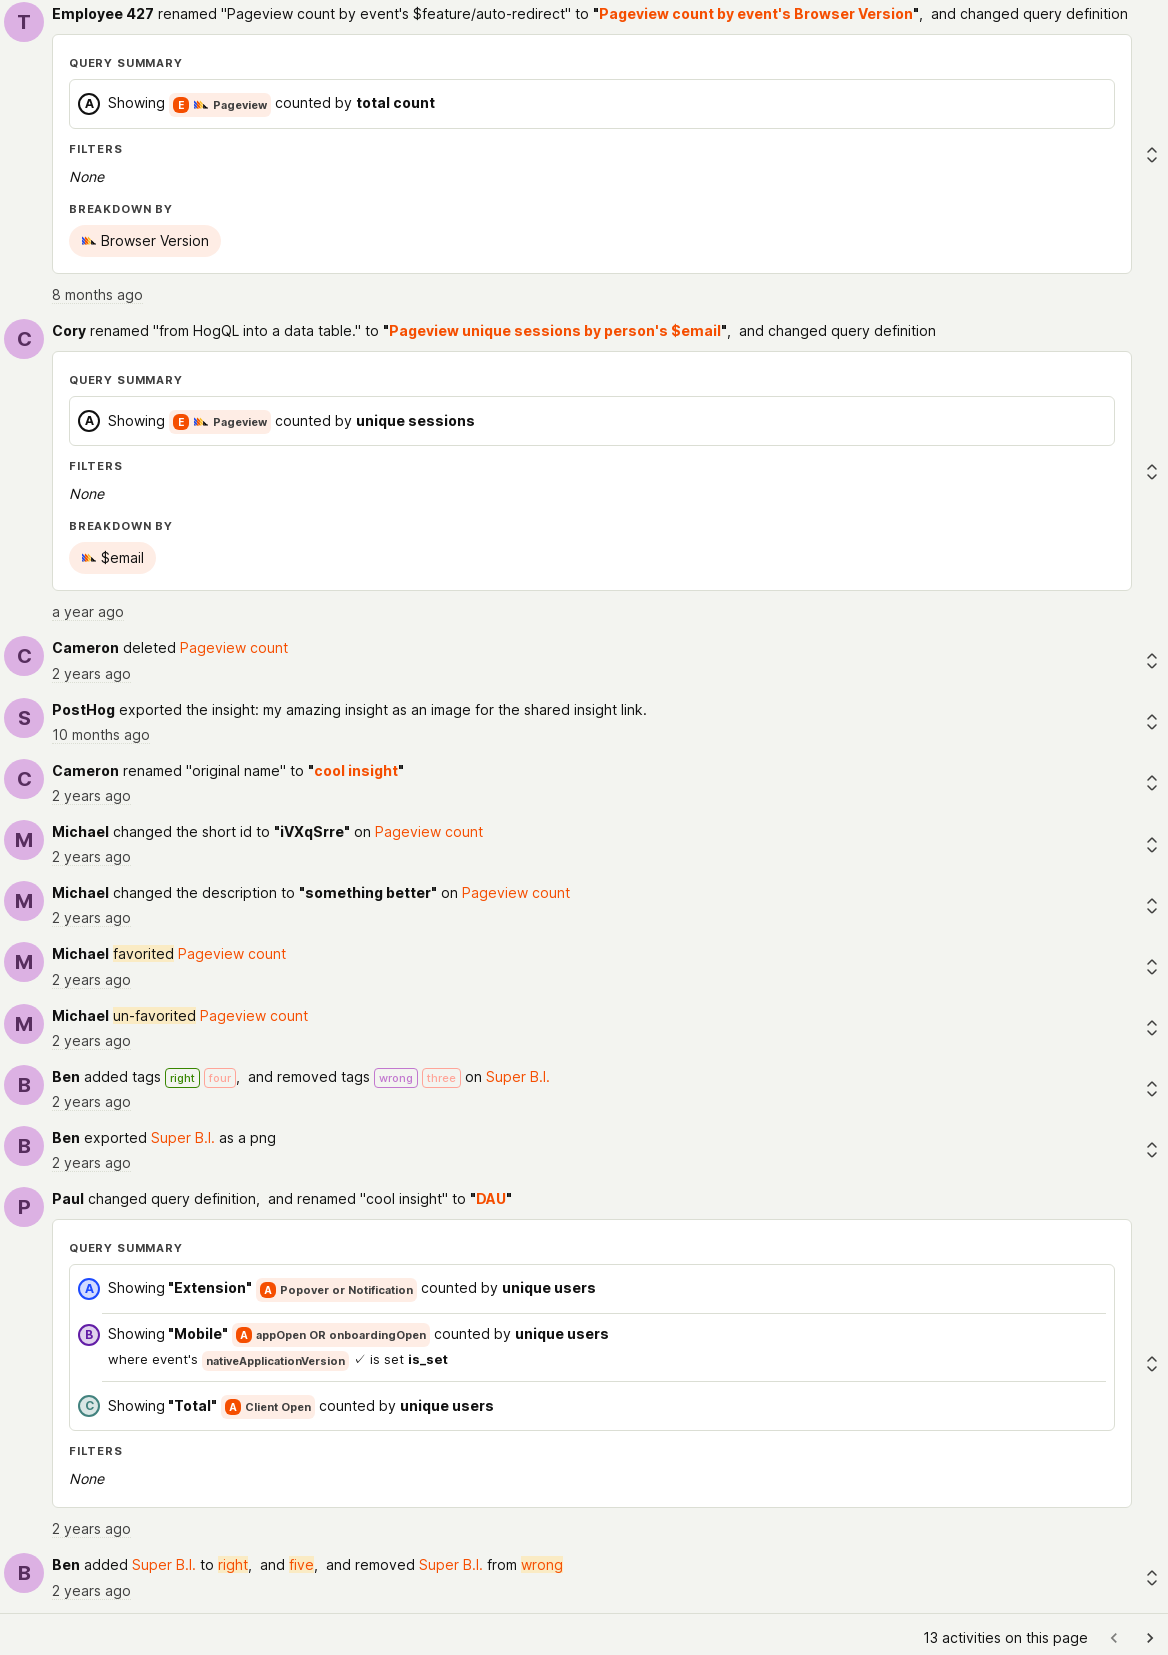 T
Employee 427 renamed "Pageview count by event's $feature/auto-redirect" to "Pageview count by event's Browser Version", and changed query definition
QUERY SUMMARY
A Showing E Pageview counted by total count
FILTERS
None
BREAKDOWN BY
Browser Version
8 months ago
C
Cory renamed "from HogQL into a data table." to "Pageview unique sessions by person's $email", and changed query definition
QUERY SUMMARY
A Showing E Pageview counted by unique sessions
FILTERS
None
BREAKDOWN BY
$email
a year ago
C
Cameron deleted Pageview count
2 years ago
S
PostHog exported the insight: my amazing insight as an image for the shared insight link.
10 months ago
C
Cameron renamed "original name" to "cool insight"
2 years ago
M
Michael changed the short id to "iVXqSrre" on Pageview count
2 years ago
M
Michael changed the description to "something better" on Pageview count
2 years ago
M
Michael favorited Pageview count
2 years ago
M
Michael un-favorited Pageview count
2 years ago
B
Ben added tags right four, and removed tags wrong three on Super B.I.
2 years ago
B
Ben exported Super B.I. as a png
2 years ago
P
Paul changed query definition, and renamed "cool insight" to "DAU"
QUERY SUMMARY
A Showing "Extension" A Popover or Notification counted by unique users
B Showing "Mobile" A appOpen OR onboardingOpen counted by unique users
where event's nativeApplicationVersion ✓ is set is_set
C Showing "Total" A Client Open counted by unique users
FILTERS
None
2 years ago
B
Ben added Super B.I. to right, and five, and removed Super B.I. from wrong
2 years ago
13 activities on this page